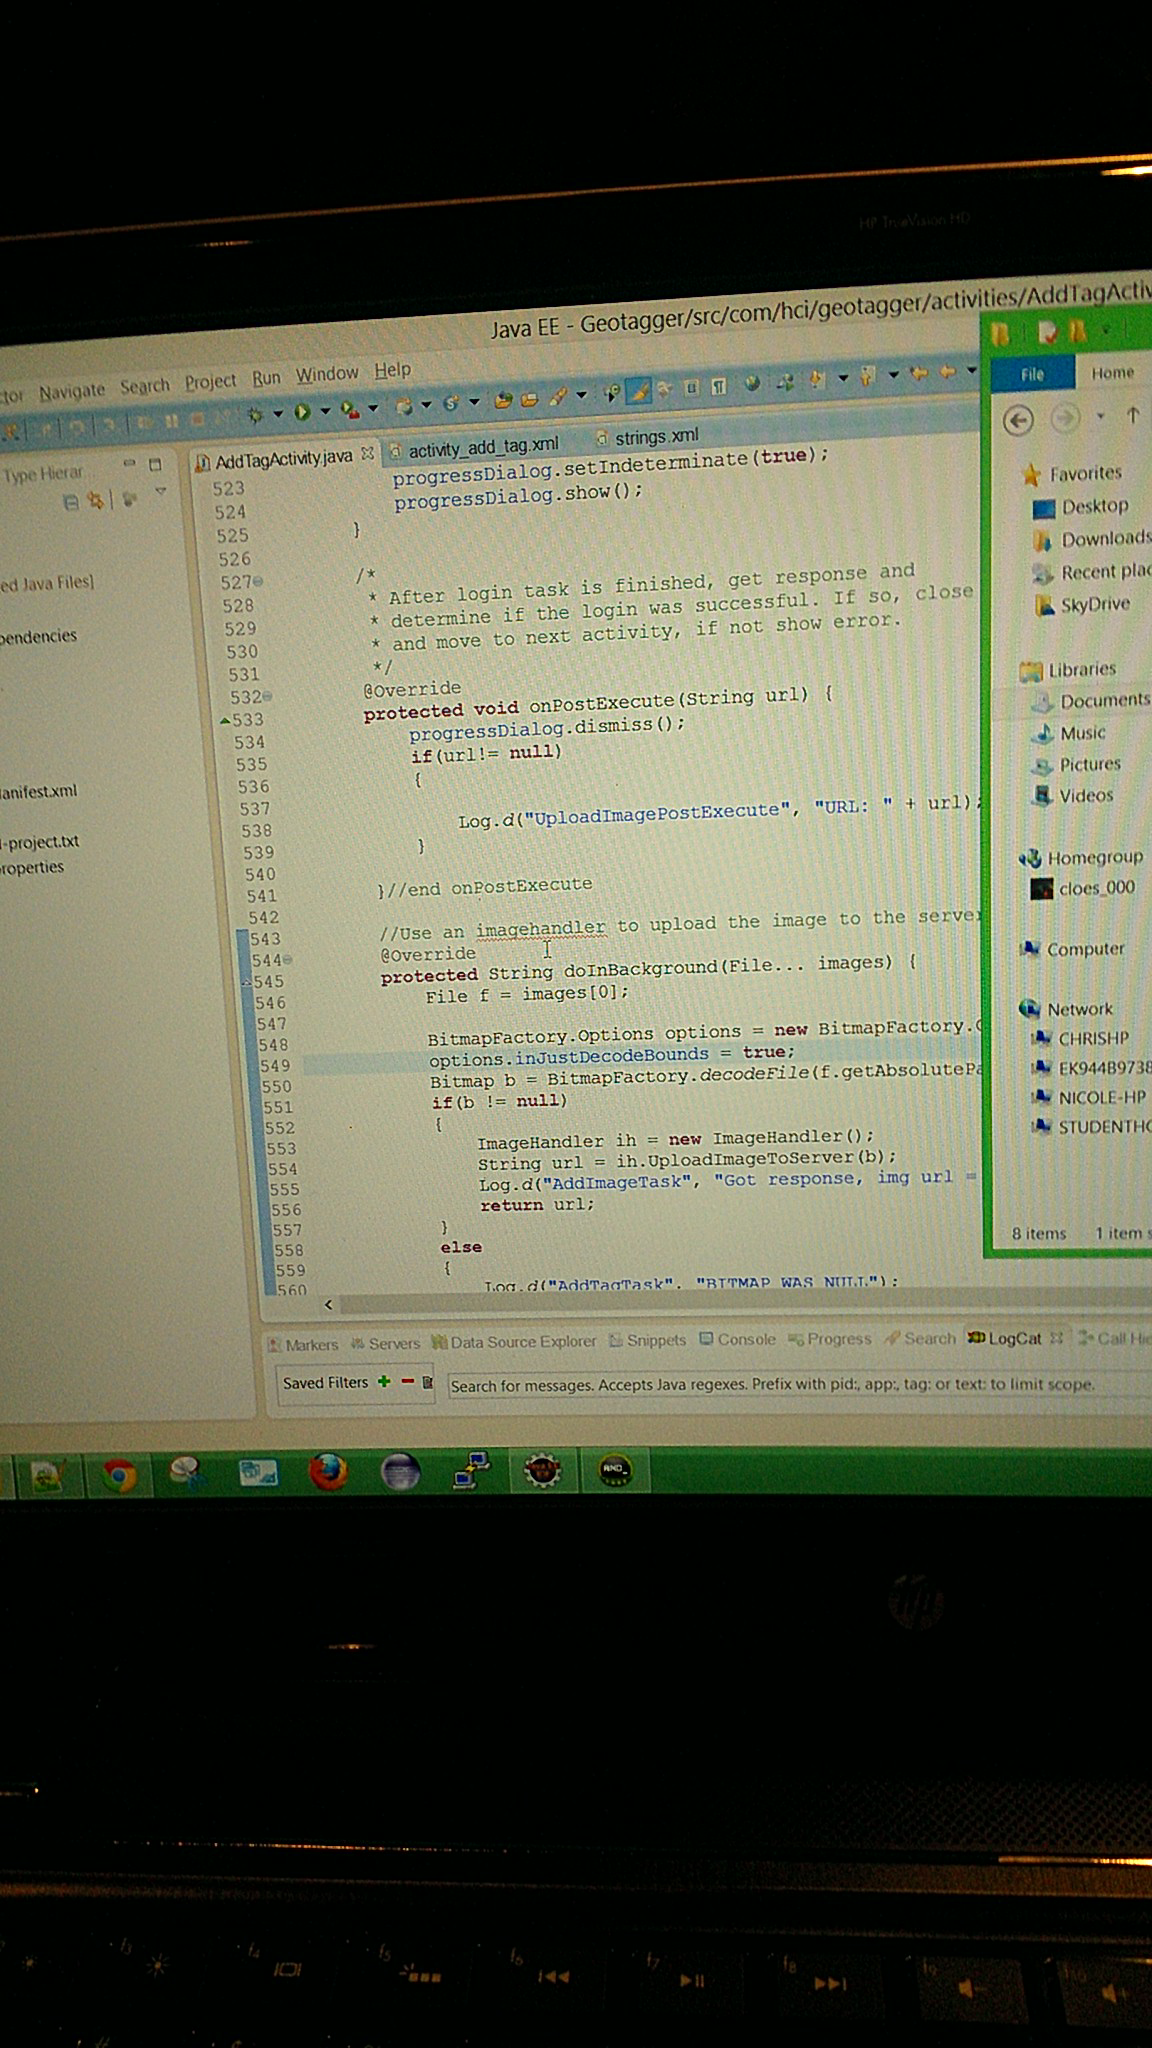 HP TrueVision HD
Java EE - Geotagger/src/com/hci/geotagger/activities/AddTagActiv
tor Navigate Search Project Run Window Help
File Home
Type Hierar...
AddTagActivity.java activity_add_tag.xml strings.xml
523 progressDialog.setIndeterminate(true);
524 progressDialog.show();
525 }
526
527 /*
528 * After login task is finished, get response and
529 * determine if the login was successful. If so, close
530 * and move to next activity, if not show error.
531 */
532 @Override
533 protected void onPostExecute(String url) {
534 progressDialog.dismiss();
535 if(url!= null)
536 {
537
538 Log.d("UploadImagePostExecute", "URL: " + url);
539 }
540
541 }//end onPostExecute
542
543 //Use an imagehandler to upload the image to the server
544 @Override
545 protected String doInBackground(File... images) {
546 File f = images[0];
547
548 BitmapFactory.Options options = new BitmapFactory.O
549 options.inJustDecodeBounds = true;
550 Bitmap b = BitmapFactory.decodeFile(f.getAbsolutePa
551 if(b != null)
552 {
553 ImageHandler ih = new ImageHandler();
554 String url = ih.UploadImageToServer(b);
555 Log.d("AddImageTask", "Got response, img url =
556 return url;
557 }
558 else
559 {
560 Log.d("AddTagTask", "BITMAP WAS NULL");
ed Java Files]
pendencies
anifest.xml
-project.txt
roperties
Favorites
Desktop
Downloads
Recent plac
SkyDrive
Libraries
Documents
Music
Pictures
Videos
Homegroup
cloes_000
Computer
Network
CHRISHP
EK944B9738
NICOLE-HP
STUDENTHO
8 items 1 item s
Markers Servers Data Source Explorer Snippets Console Progress Search LogCat Call Hie
Saved Filters
Search for messages. Accepts Java regexes. Prefix with pid:, app:, tag: or text: to limit scope.
hp
f3 f4 f5 f6 f7 f8 f9 f10